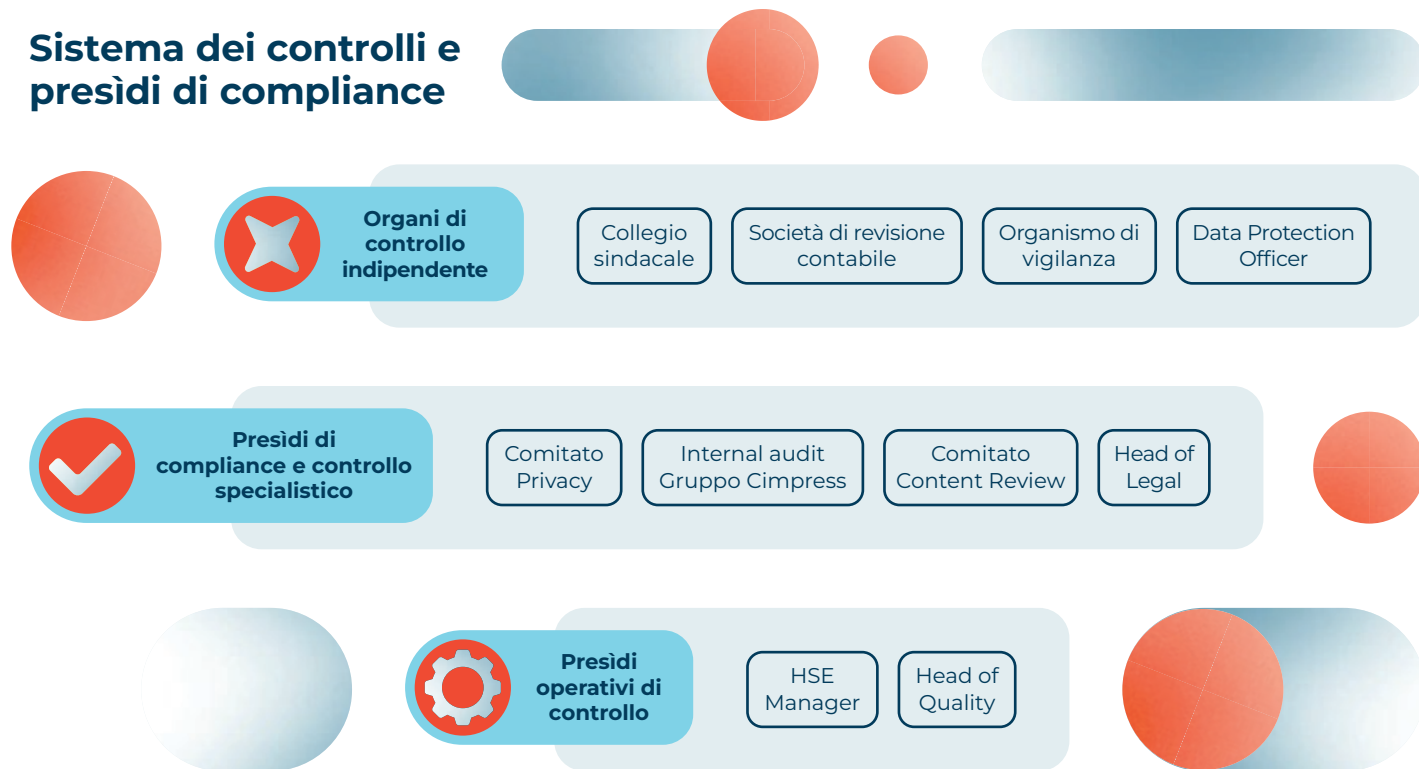 Sistema dei controlli e
presìdi di compliance
Organi di
controllo
indipendente
Collegio
sindacale
Società di revisione
contabile
Organismo di
vigilanza
Data Protection
Officer
Presìdi di
compliance e controllo
specialistico
Comitato
Privacy
Internal audit
Gruppo Cimpress
Comitato
Content Review
Head of
Legal
Presìdi
operativi di
controllo
HSE
Manager
Head of
Quality